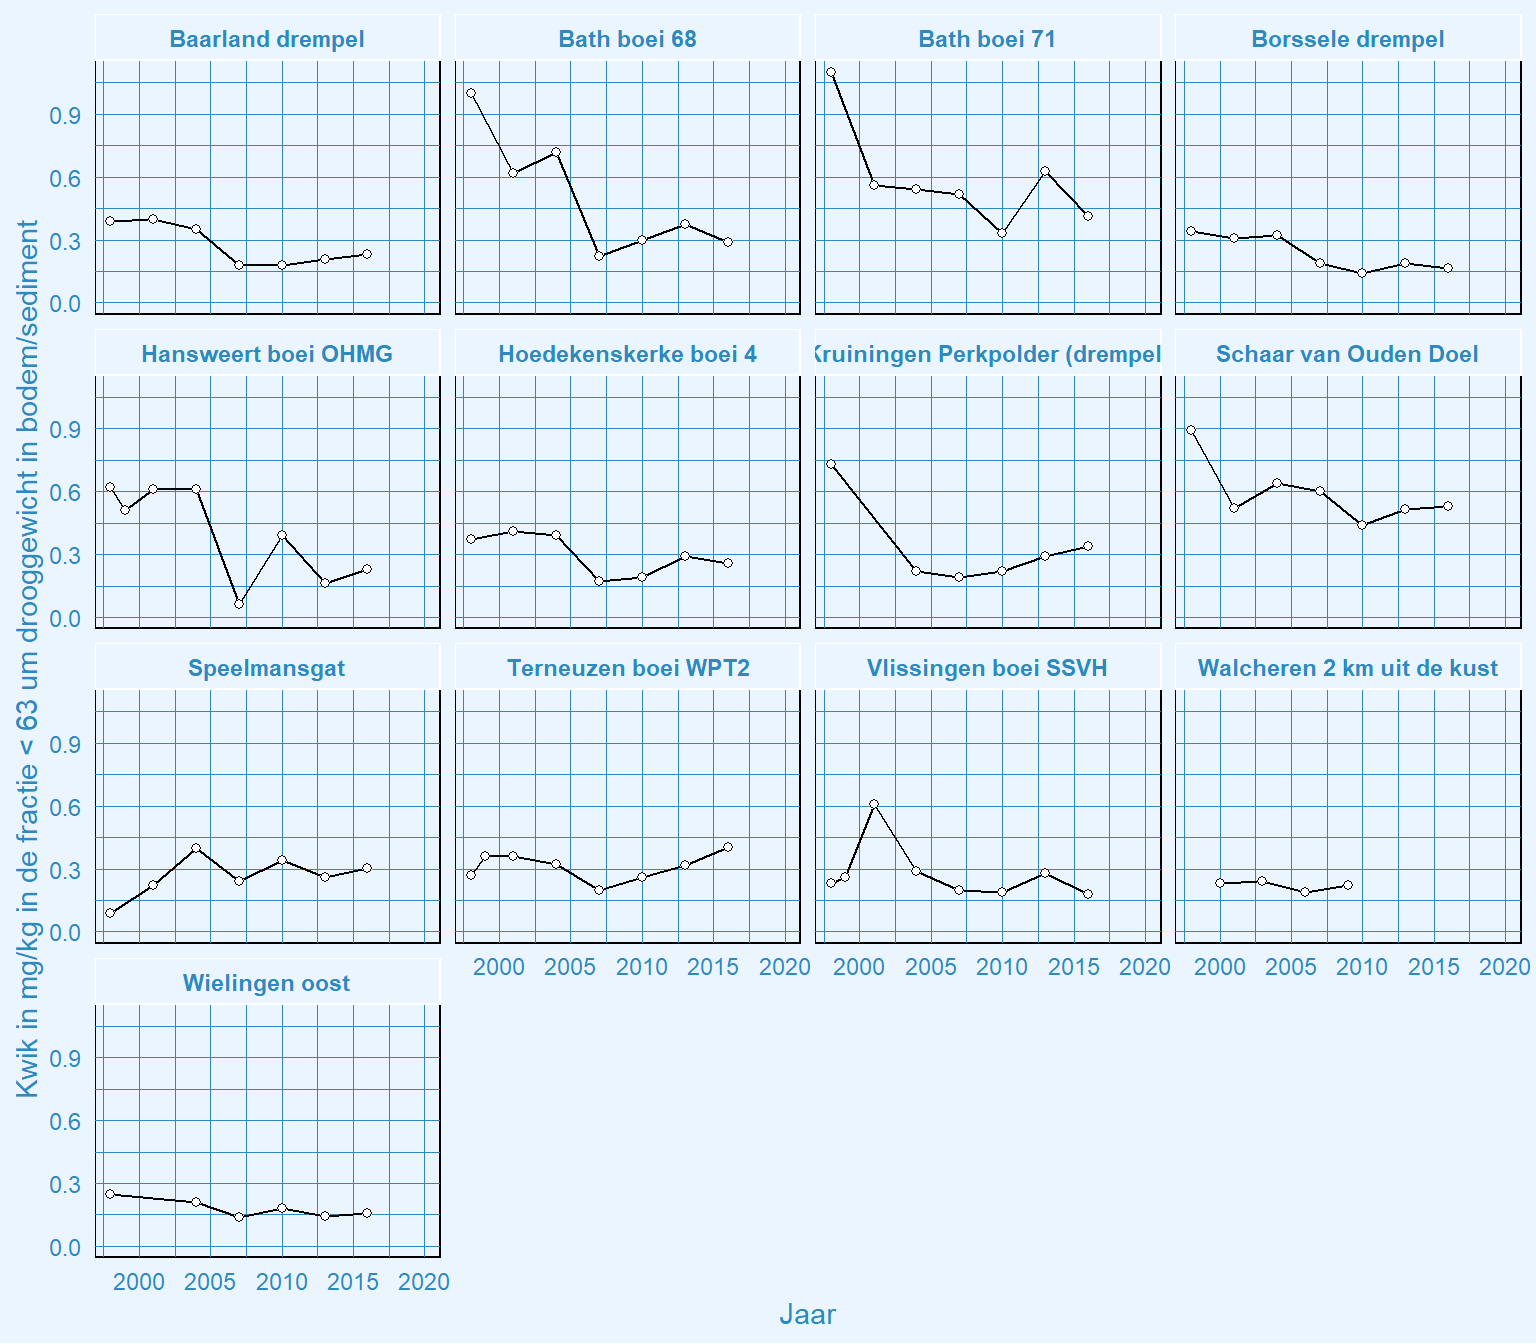 Baarland drempel
Bath boei 68
Bath boei 71
Borssele drempel
0.9
0.6
0.3
0.0
Hansweert boei OHMG
Hoedekenskerke boei 4
Kruiningen Perkpolder (drempel
Schaar van Ouden Doel
0.9
0.6
0.3
0.0
Speelmansgat
Terneuzen boei WPT2
Vlissingen boei SSVH
Walcheren 2 km uit de kust
0.9
0.6
0.3
0.0
2000 2005 2010 2015 2020
2000 2005 2010 2015 2020
2000 2005 2010 2015 2020
Wielingen oost
0.9
0.6
0.3
0.0
2000 2005 2010 2015 2020
Jaar
Kwik in mg/kg in de fractie < 63 um drooggewicht in bodem/sediment